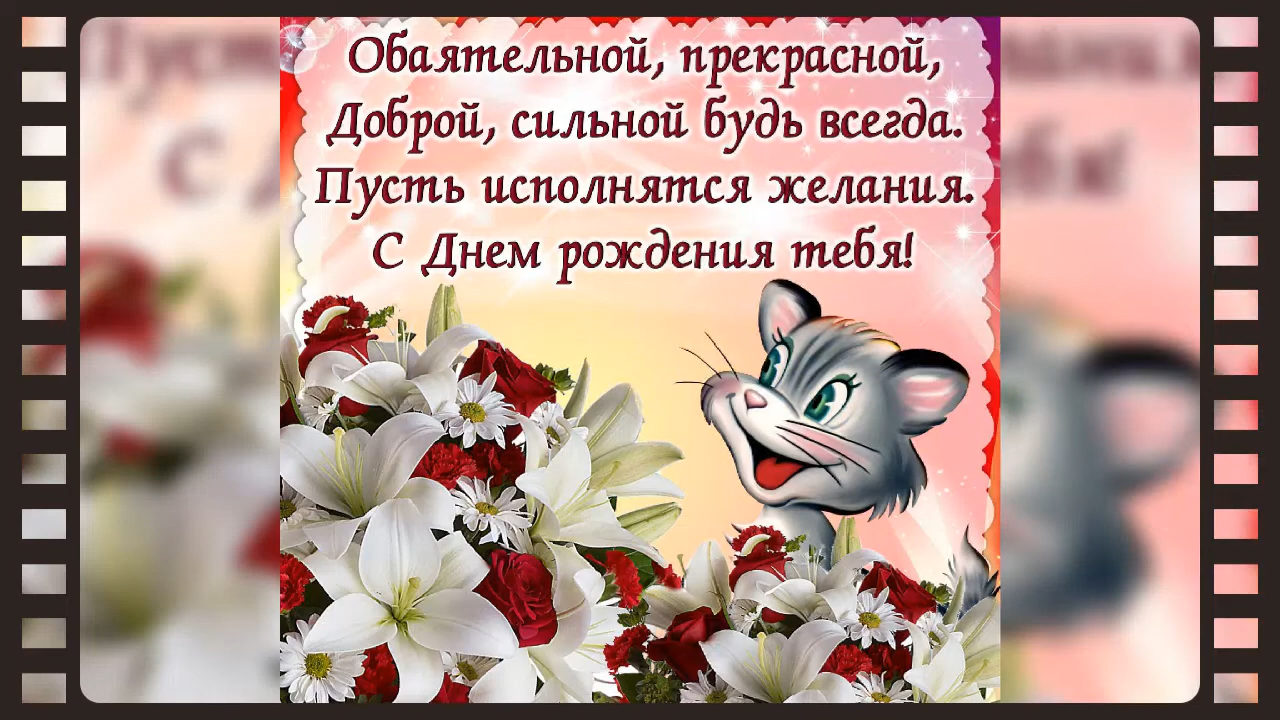 Обаятельной, прекрасной,
Доброй, сильной будь всегда.
Пусть исполнятся желания.
С Днем рождения тебя!